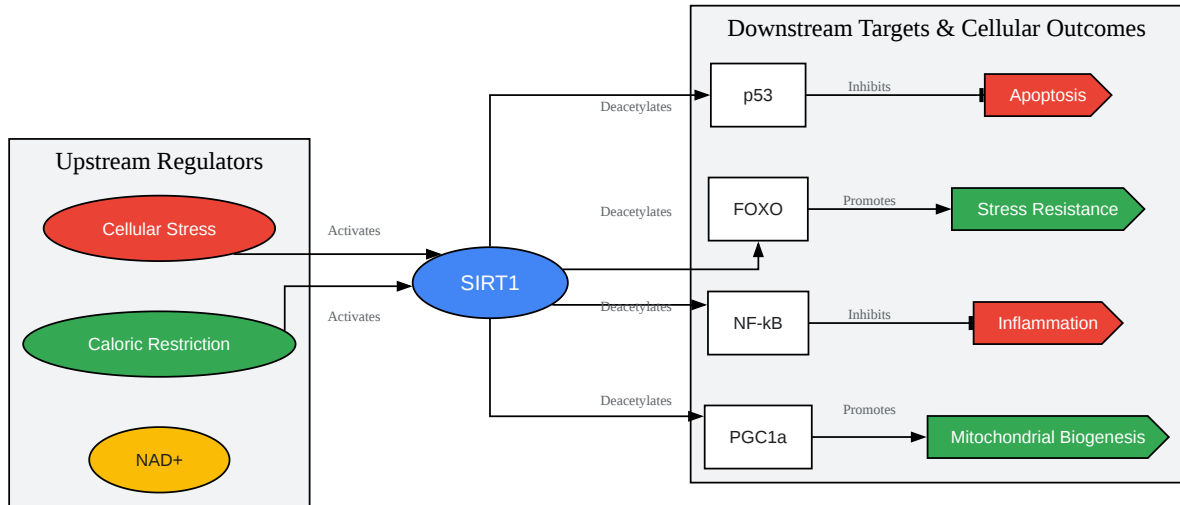 Upstream Regulators
Cellular Stress
Caloric Restriction
NAD+
Activates
Activates
SIRT1
Deacetylates
Deacetylates
Deacetylates
Deacetylates
Downstream Targets & Cellular Outcomes
p53
Inhibits
Apoptosis
FOXO
Promotes
Stress Resistance
NF-kB
Inhibits
Inflammation
PGC1a
Promotes
Mitochondrial Biogenesis